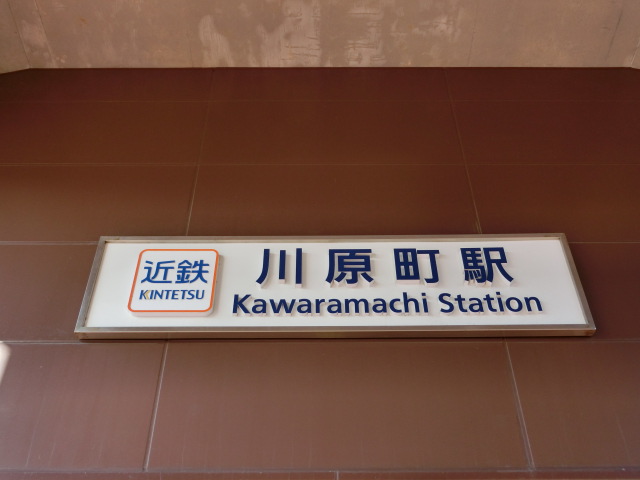 近鉄
KINTETSU
川原町駅
Kawaramachi Station